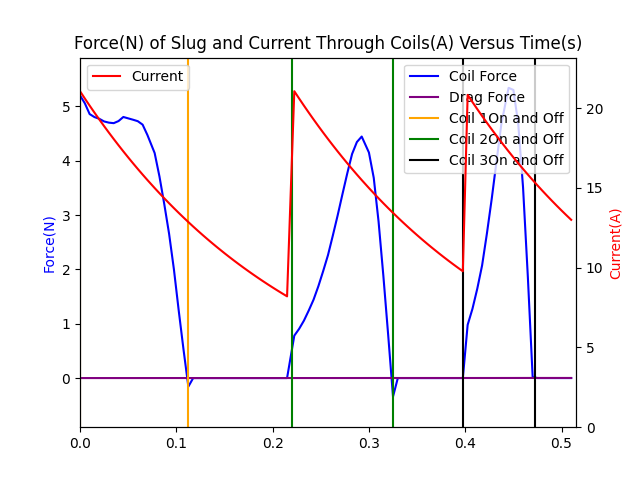 Force(N) of Slug and Current Through Coils(A) Versus Time(s)
Current
Coil Force
Drag Force
Coil 1On and Off
Coil 2On and Off
Coil 3On and Off
Force(N)
5
4
3
2
1
0
Current(A)
20
15
10
5
0
0.0 0.1 0.2 0.3 0.4 0.5